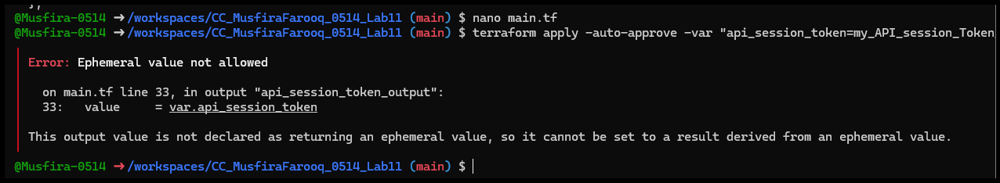 };
@Musfira-0514 ➜/workspaces/CC_MusfiraFarooq_0514_Lab11 (main) $ nano main.tf
@Musfira-0514 ➜/workspaces/CC_MusfiraFarooq_0514_Lab11 (main) $ terraform apply -auto-approve -var "api_session_token=my_API_session_Token
Error: Ephemeral value not allowed
on main.tf line 33, in output "api_session_token_output":
33:   value     = var.api_session_token
This output value is not declared as returning an ephemeral value, so it cannot be set to a result derived from an ephemeral value.
@Musfira-0514 ➜/workspaces/CC_MusfiraFarooq_0514_Lab11 (main) $